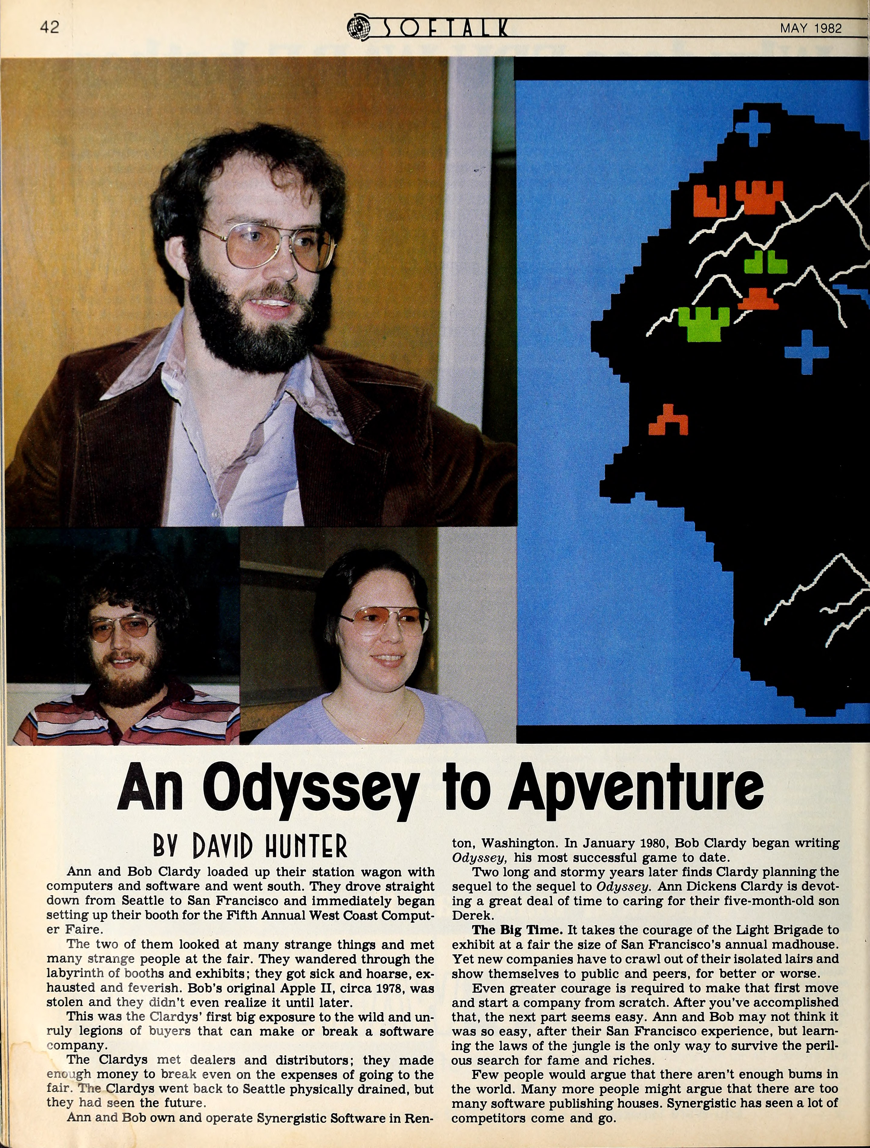 42
SOFTALK
MAY 1982
An Odyssey to Apventure
BY DAVID HUNTER
Ann and Bob Clardy loaded up their station wagon with
computers and software and went south. They drove straight
down from Seattle to San Francisco and immediately began
setting up their booth for the Fifth Annual West Coast Comput-
er Faire.
The two of them looked at many strange things and met
many strange people at the fair. They wandered through the
labyrinth of booths and exhibits; they got sick and hoarse, ex-
hausted and feverish. Bob's original Apple II, circa 1978, was
stolen and they didn't even realize it until later.
This was the Clardys' first big exposure to the wild and un-
ruly legions of buyers that can make or break a software
company.
The Clardys met dealers and distributors; they made
enough money to break even on the expenses of going to the
fair. The Clardys went back to Seattle physically drained, but
they had seen the future.
Ann and Bob own and operate Synergistic Software in Ren-
ton, Washington. In January 1980, Bob Clardy began writing
Odyssey, his most successful game to date.
Two long and stormy years later finds Clardy planning the
sequel to the sequel to Odyssey. Ann Dickens Clardy is devot-
ing a great deal of time to caring for their five-month-old son
Derek.
The Big Time. It takes the courage of the Light Brigade to
exhibit at a fair the size of San Francisco's annual madhouse.
Yet new companies have to crawl out of their isolated lairs and
show themselves to public and peers, for better or worse.
Even greater courage is required to make that first move
and start a company from scratch. After you've accomplished
that, the next part seems easy. Ann and Bob may not think it
was so easy, after their San Francisco experience, but learn-
ing the laws of the jungle is the only way to survive the peril-
ous search for fame and riches.
Few people would argue that there aren't enough bums in
the world. Many more people might argue that there are too
many software publishing houses. Synergistic has seen a lot of
competitors come and go.